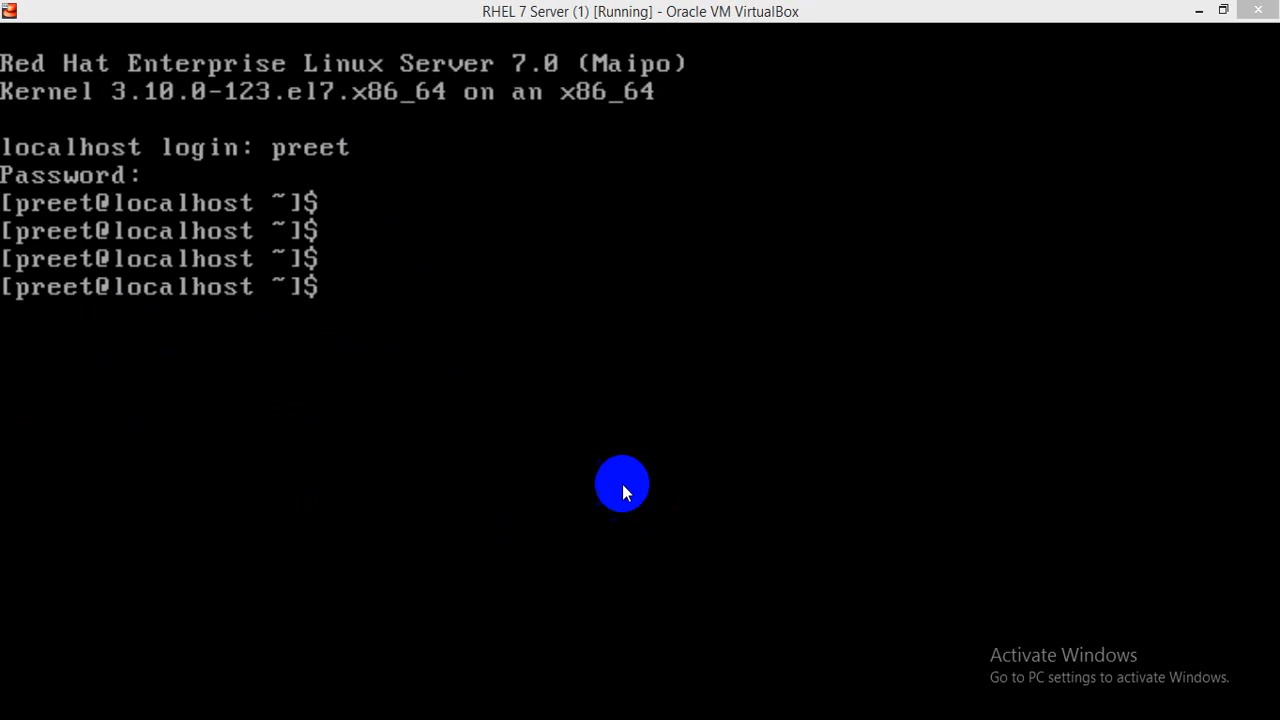 RHEL 7 Server (1) [Running] - Oracle VM VirtualBox
Red Hat Enterprise Linux Server 7.0 (Maipo)
Kernel 3.10.0-123.el7.x86_64 on an x86_64
localhost login: preet
Password:
[preet@localhost ~]$
[preet@localhost ~]$
[preet@localhost ~]$
[preet@localhost ~]$
Activate Windows
Go to PC settings to activate Windows.